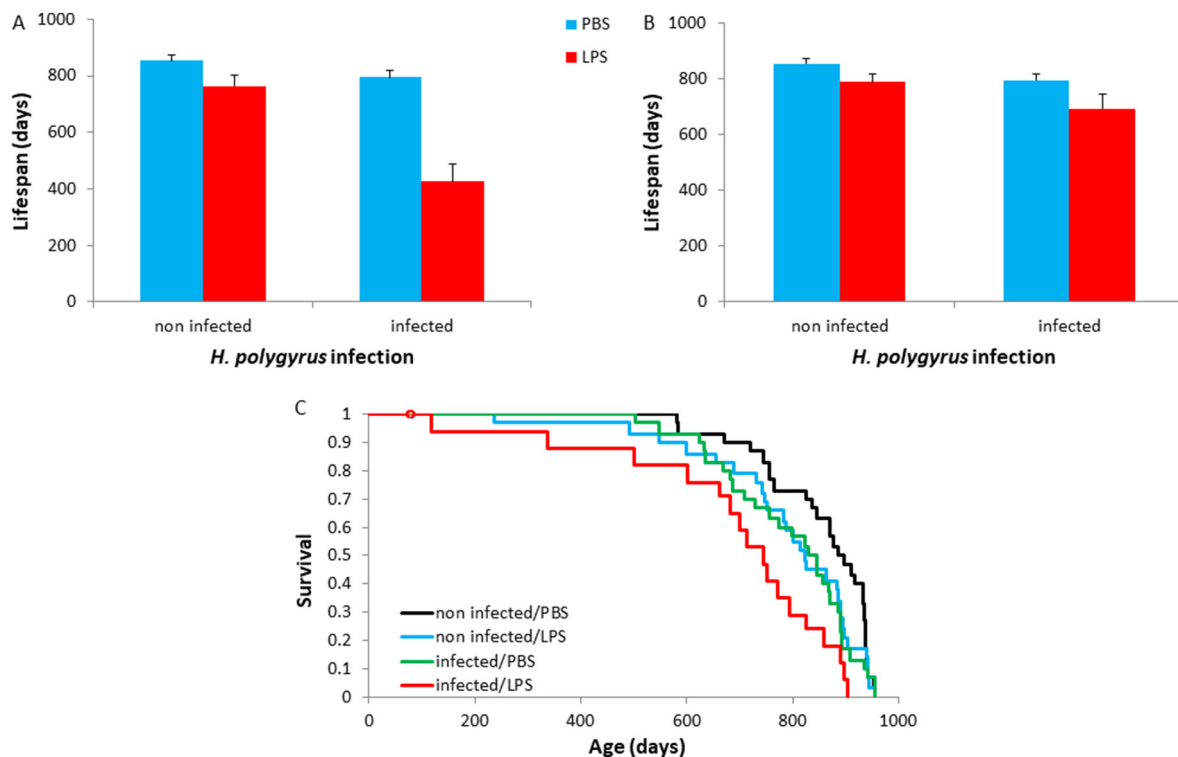 A
1000
800
600
400
200
0
Lifespan (days)
non infected
infected
H. polygyrus infection
PBS
LPS
B
1000
800
600
400
200
0
Lifespan (days)
non infected
infected
H. polygyrus infection
C
1
0.9
0.8
0.7
0.6
0.5
0.4
0.3
0.2
0.1
0
Survival
non infected/PBS
non infected/LPS
infected/PBS
infected/LPS
0 200 400 600 800 1000
Age (days)